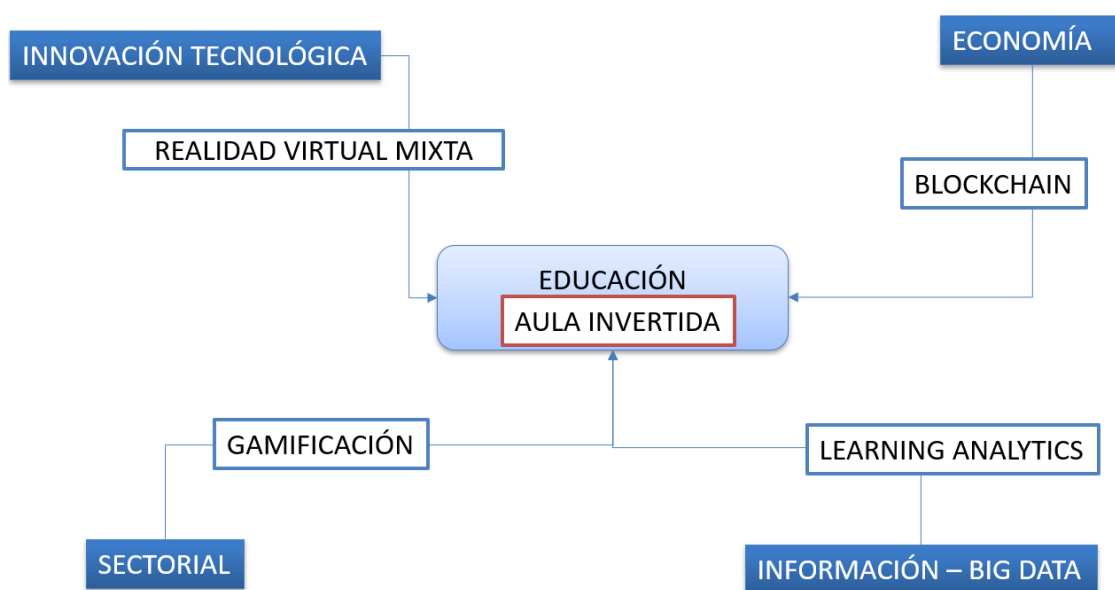 INNOVACIÓN TECNOLÓGICA
ECONOMÍA
REALIDAD VIRTUAL MIXTA
BLOCKCHAIN
EDUCACIÓN
AULA INVERTIDA
GAMIFICACIÓN
LEARNING ANALYTICS
SECTORIAL
INFORMACIÓN – BIG DATA